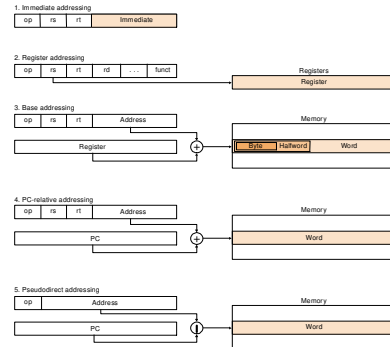 1. Immediate addressing
op rs rt Immediate
2. Register addressing
op rs rt rd . . . funct Registers
Register
3. Base addressing
op rs rt Address Memory
Register + Byte Halfword Word
4. PC-relative addressing
op rs rt Address Memory
PC + Word
5. Pseudodirect addressing
op Address Memory
PC Word